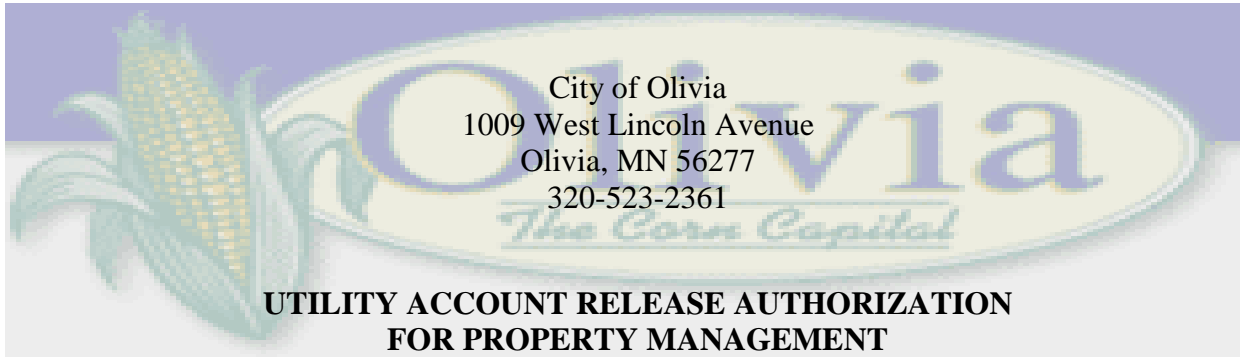 Olivia
The Corn Capital
City of Olivia
1009 West Lincoln Avenue
Olivia, MN 56277
320-523-2361
UTILITY ACCOUNT RELEASE AUTHORIZATION
FOR PROPERTY MANAGEMENT